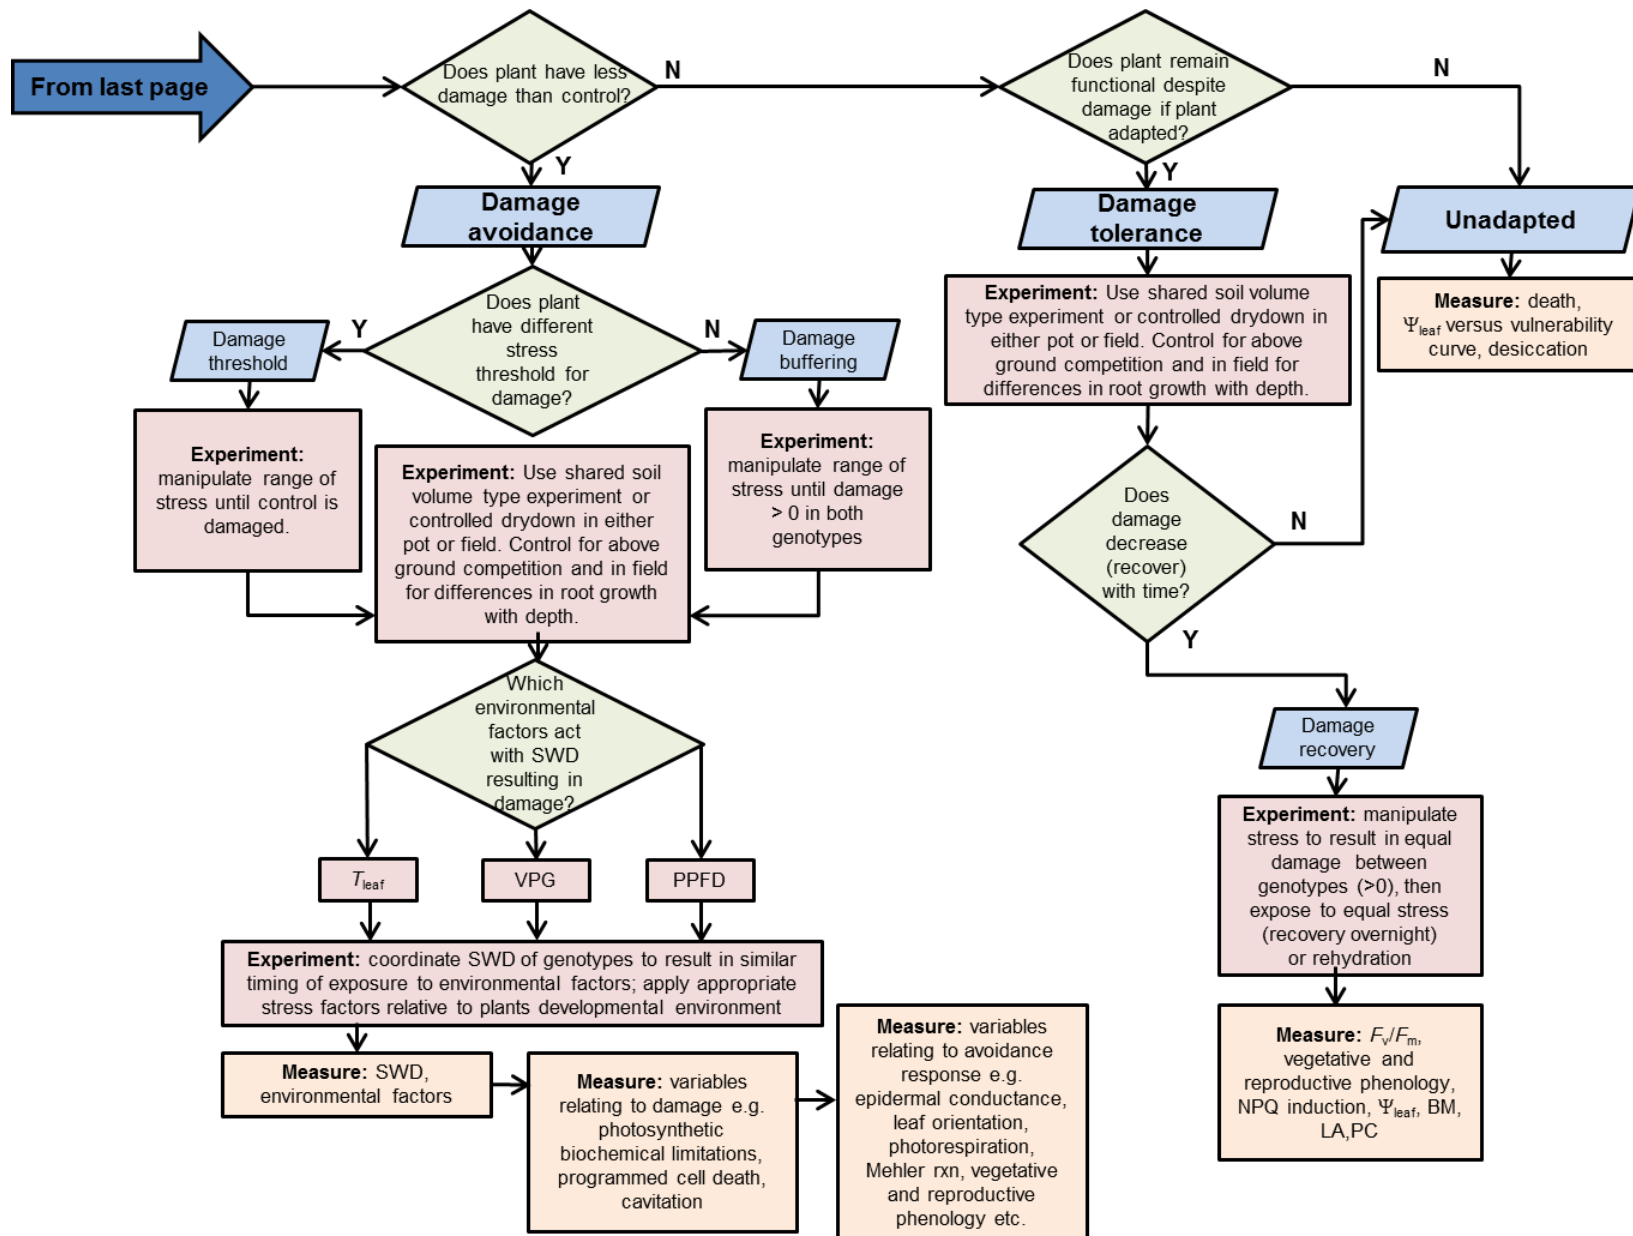 From last page
Does plant have less
damage than control?
N
Does plant remain
functional despite
damage if plant
adapted?
N
Y
Y
Damage
avoidance
Damage
tolerance
Unadapted
Does plant
have different
stress
threshold for
damage?
Y
N
Damage
threshold
Damage
buffering
Experiment: Use shared soil volume
type experiment or controlled drydown in
either pot or field. Control for above
ground competition and in field for
differences in root growth with depth.
Measure: death,
Ψleaf versus vulnerability
curve, desiccation
Experiment:
manipulate range of
stress until control is
damaged.
Experiment: Use shared soil
volume type experiment or
controlled drydown in either
pot or field. Control for above
ground competition and in field
for differences in root growth
with depth.
Experiment:
manipulate range of
stress until damage
> 0 in both
genotypes
Does
damage
decrease
(recover)
with time?
N
Y
Which
environmental
factors act
with SWD
resulting in
damage?
Damage
recovery
Tleaf
VPG
PPFD
Experiment: manipulate
stress to result in equal
damage between
genotypes (>0), then
expose to equal stress
(recovery overnight)
or rehydration
Experiment: coordinate SWD of genotypes to result in similar
timing of exposure to environmental factors; apply appropriate
stress factors relative to plants developmental environment
Measure: SWD,
environmental factors
Measure: variables
relating to damage e.g.
photosynthetic
biochemical limitations,
programmed cell death,
cavitation
Measure: variables
relating to avoidance
response e.g.
epidermal conductance,
leaf orientation,
photorespiration,
Mehler rxn, vegetative
and reproductive
phenology etc.
Measure: Fv/Fm,
vegetative and
reproductive phenology,
NPQ induction, Ψleaf, BM,
LA,PC